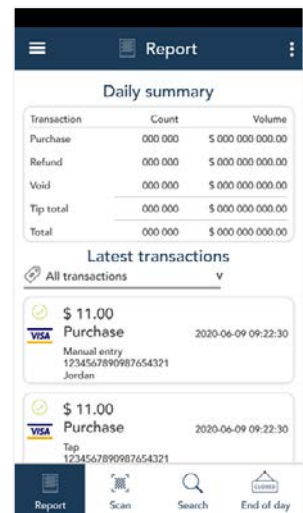 Report
Daily summary
Transaction Count Volume
Purchase 000 000 $ 000 000 000.00
Refund 000 000 $ 000 000 000.00
Void 000 000 $ 000 000 000.00
Tip total 000 000 $ 000 000 000.00
Total 000 000 $ 000 000 000.00
Latest transactions
All transactions v
$ 11.00
VISA Purchase 2020-06-09 09:22:30
Manual entry
1234567890987654321
Jordan
$ 11.00
VISA Purchase 2020-06-09 09:22:30
Tap
1234567890987654321
CLOSED
Report Scan Search End of day